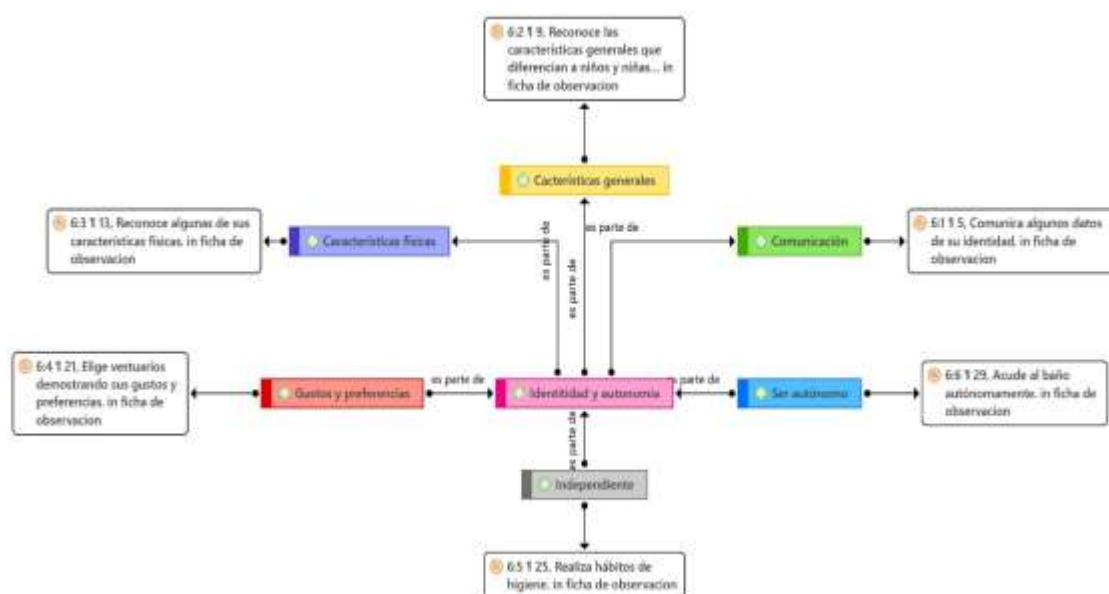 6:2 ¶ 9, Reconoce las
características generales que
diferencian a niños y niñas... in
ficha de observacion
Cacterísticas generales
6:3 ¶ 13, Reconoce algunas de sus
características físicas. in ficha de
observacion
Características físicas
es parte de
es parte de
es parte de
Comunicación
6:1 ¶ 5, Comunica algunos datos
de su identidad. in ficha de
observacion
6:4 ¶ 21, Elige vertuarios
demostrando sus gustos y
preferencias. in ficha de
observacion
Gustos y preferencias
es parte de
Identitidad y autonomía
es parte de
Ser autónomo
6:6 ¶ 29, Acude al baño
autónomamente. in ficha de
observacion
es parte de
Independiente
6:5 ¶ 25, Realiza hábitos de
higiene. in ficha de observacion